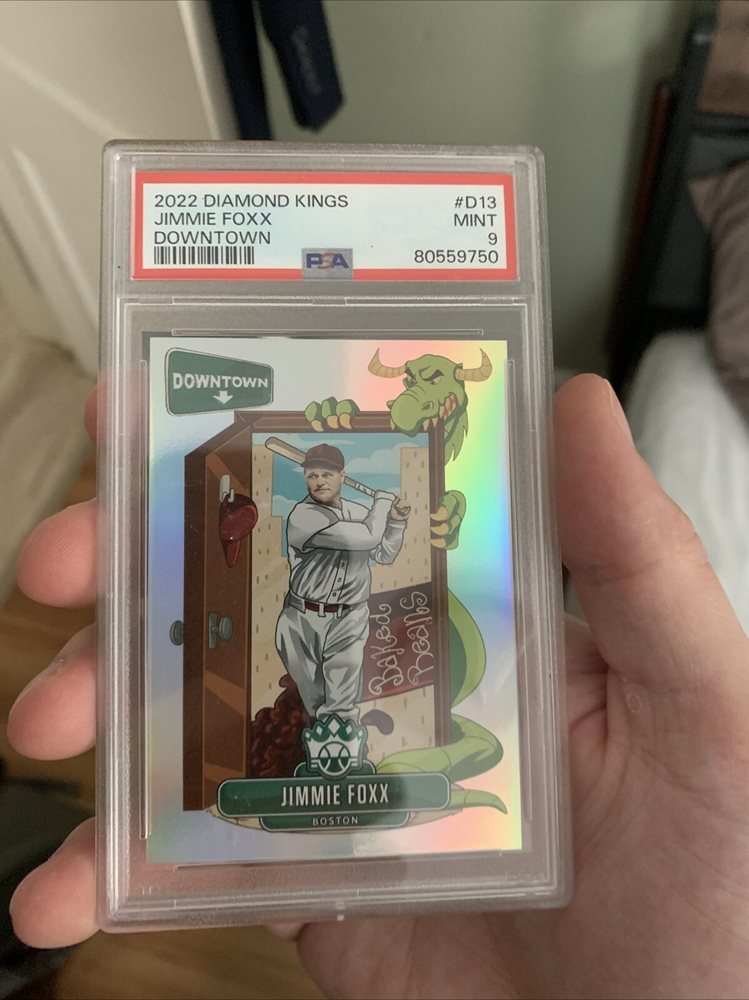 2022 DIAMOND KINGS #D13
JIMMIE FOXX MINT
DOWNTOWN 9
PSA 80559750
DOWNTOWN
Baked
Beans
JIMMIE FOXX
BOSTON